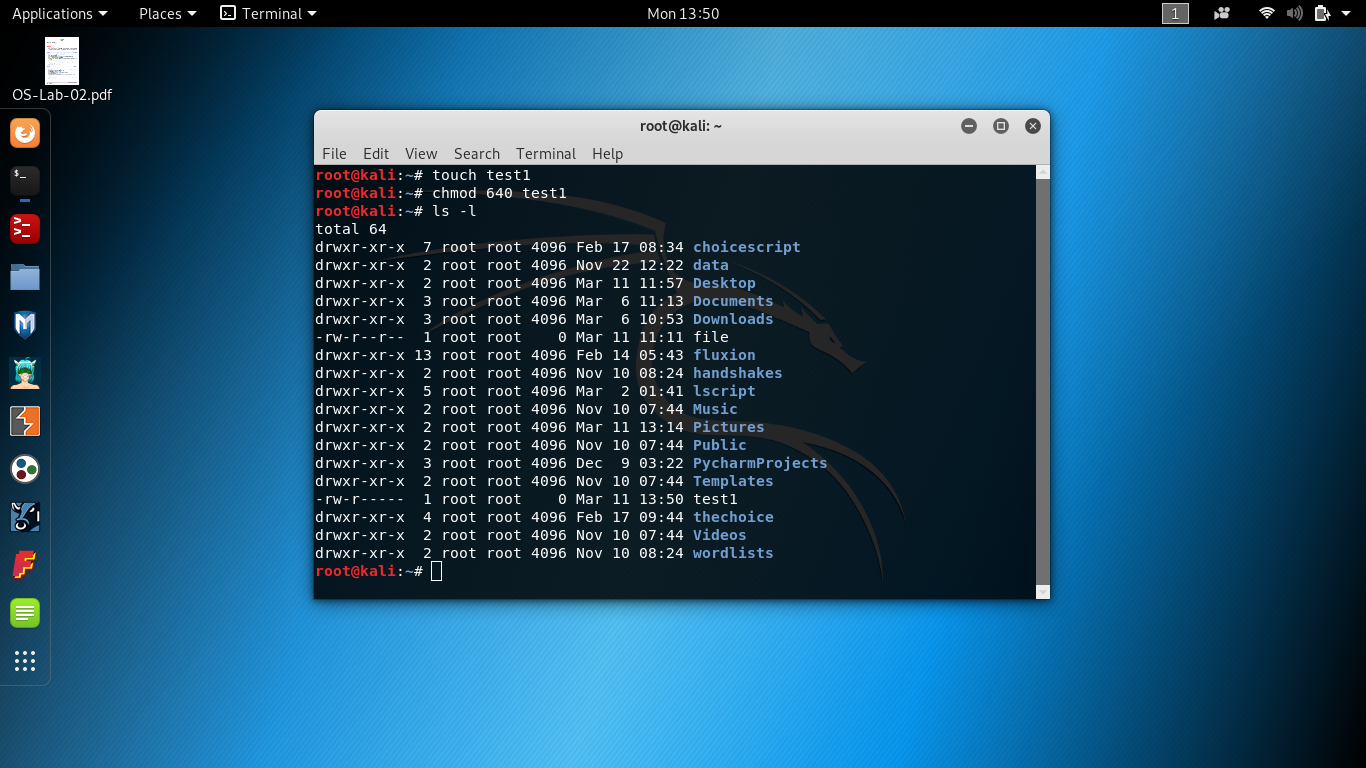 Applications Places Terminal Mon 13:50 1
OS-Lab-02.pdf
root@kali: ~
File Edit View Search Terminal Help
root@kali:~# touch test1
root@kali:~# chmod 640 test1
root@kali:~# ls -l
total 64
drwxr-xr-x  7 root root 4096 Feb 17 08:34 choicescript
drwxr-xr-x  2 root root 4096 Nov 22 12:22 data
drwxr-xr-x  2 root root 4096 Mar 11 11:57 Desktop
drwxr-xr-x  3 root root 4096 Mar  6 11:13 Documents
drwxr-xr-x  3 root root 4096 Mar  6 10:53 Downloads
-rw-r--r--  1 root root    0 Mar 11 11:11 file
drwxr-xr-x 13 root root 4096 Feb 14 05:43 fluxion
drwxr-xr-x  2 root root 4096 Nov 10 08:24 handshakes
drwxr-xr-x  5 root root 4096 Mar  2 01:41 lscript
drwxr-xr-x  2 root root 4096 Nov 10 07:44 Music
drwxr-xr-x  2 root root 4096 Mar 11 13:14 Pictures
drwxr-xr-x  2 root root 4096 Nov 10 07:44 Public
drwxr-xr-x  3 root root 4096 Dec  9 03:22 PycharmProjects
drwxr-xr-x  2 root root 4096 Nov 10 07:44 Templates
-rw-r-----  1 root root    0 Mar 11 13:50 test1
drwxr-xr-x  4 root root 4096 Feb 17 09:44 thechoice
drwxr-xr-x  2 root root 4096 Nov 10 07:44 Videos
drwxr-xr-x  2 root root 4096 Nov 10 08:24 wordlists
root@kali:~#